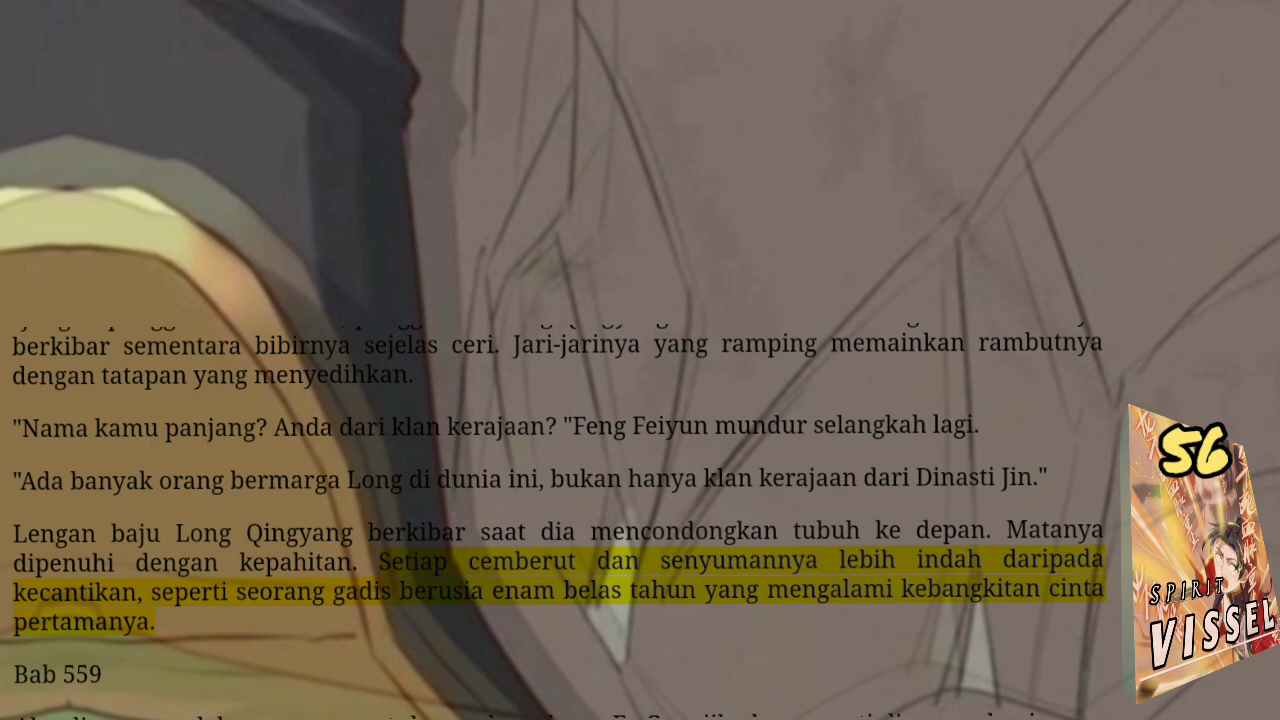 berkibar sementara bibirnya sejelas ceri. Jari-jarinya yang ramping memainkan rambutnya
dengan tatapan yang menyedihkan.
"Nama kamu panjang? Anda dari klan kerajaan? "Feng Feiyun mundur selangkah lagi.
"Ada banyak orang bermarga Long di dunia ini, bukan hanya klan kerajaan dari Dinasti Jin."
Lengan baju Long Qingyang berkibar saat dia mencondongkan tubuh ke depan. Matanya
dipenuhi dengan kepahitan. Setiap cemberut dan senyumannya lebih indah daripada
kecantikan, seperti seorang gadis berusia enam belas tahun yang mengalami kebangkitan cinta
pertamanya.
Bab 559
56
SPIRIT
VISSEL